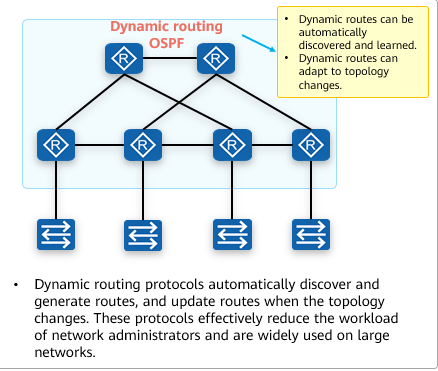 Dynamic routing
OSPF
• Dynamic routes can be
automatically
discovered and learned.
• Dynamic routes can
adapt to topology
changes.
R R
R R R R
• Dynamic routing protocols automatically discover and
generate routes, and update routes when the topology
changes. These protocols effectively reduce the workload
of network administrators and are widely used on large
networks.